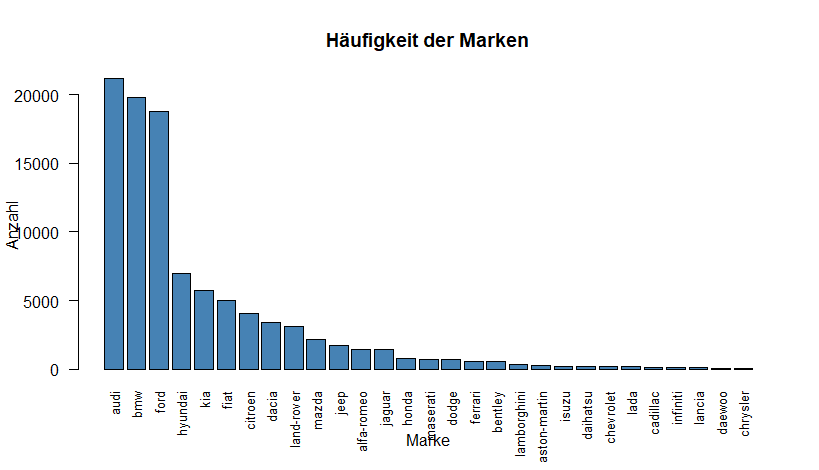 Häufigkeit der Marken
Anzahl
20000
15000
10000
5000
0
audi
bmw
ford
hyundai
kia
fiat
citroen
dacia
land-rover
mazda
jeep
alfa-romeo
jaguar
honda
maserati
dodge
ferrari
bentley
lamborghini
aston-martin
isuzu
daihatsu
chevrolet
lada
cadillac
infiniti
lancia
daewoo
chrysler
Marke